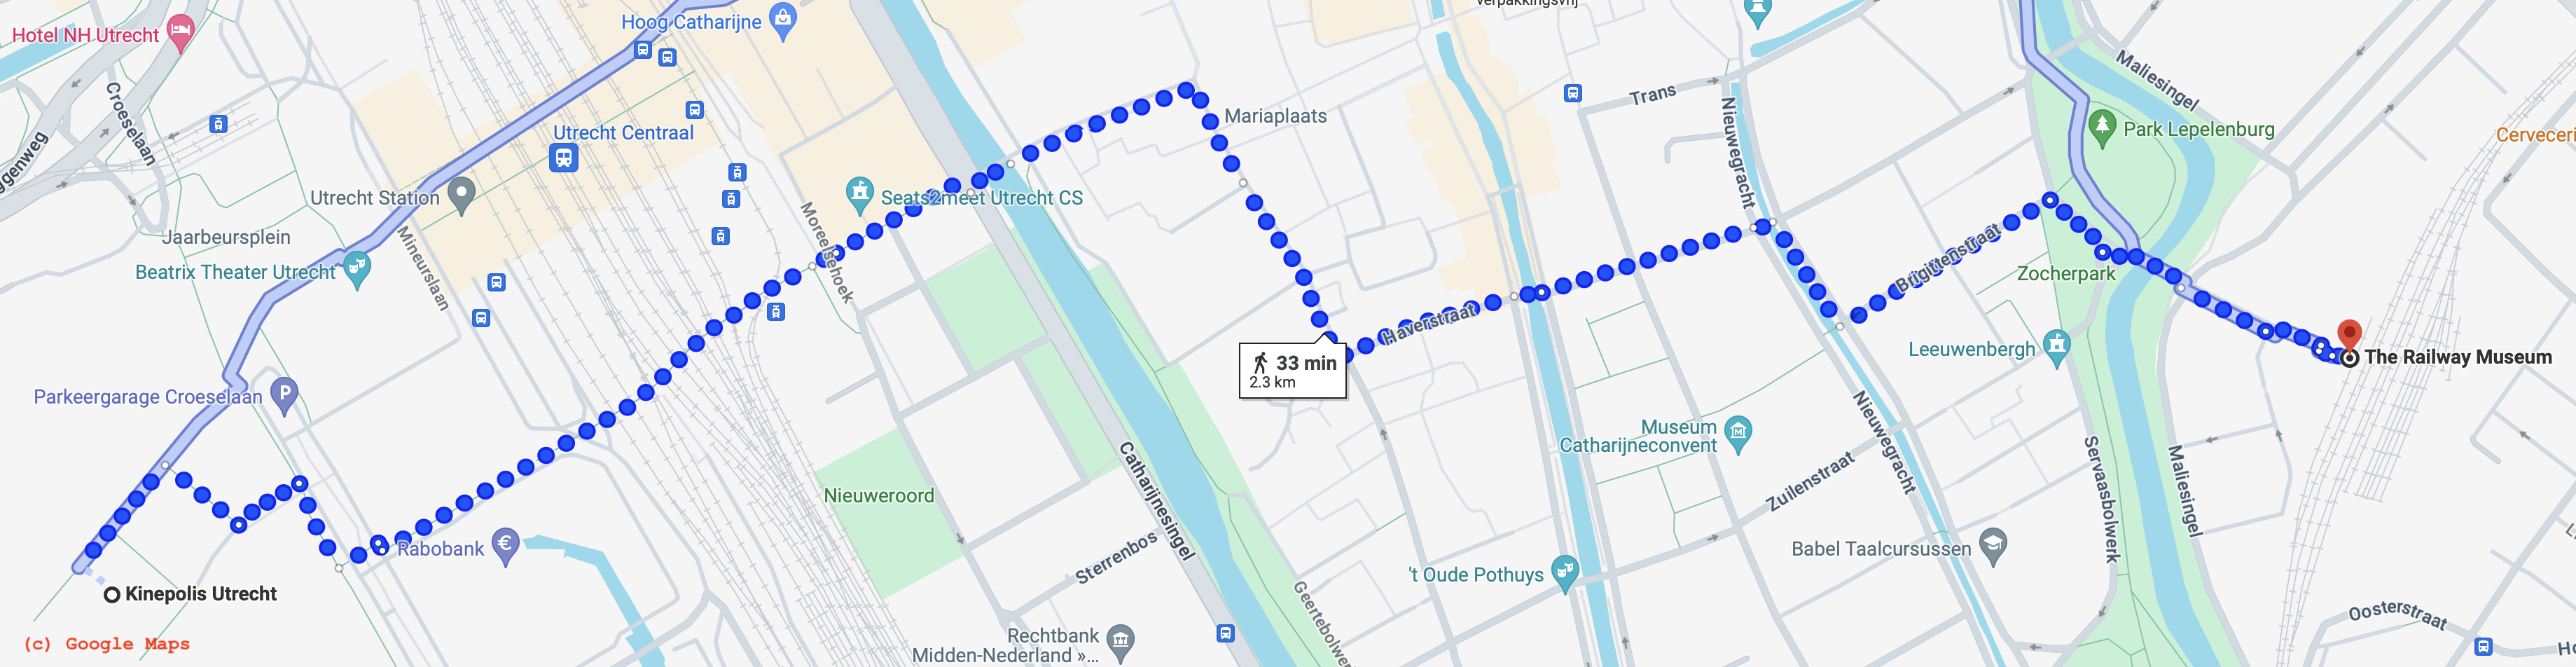 verpakkingsvrij
Hoog Catharijne
Hotel NH Utrecht
Maliesingel
Croeselaan
Trans
Nieuwegracht
Mariaplaats
Park Lepelenburg
Utrecht Centraal
Utrecht Station
Seats2meet Utrecht CS
Moreelsehoek
Jaarbeursplein
Mineurslaan
Beatrix Theater Utrecht
Brigittenstraat
Zocherpark
Haverstraat
33 min
2.3 km
Leeuwenbergh
The Railway Museum
Parkeergarage Croeselaan
Museum
Catharijneconvent
Nieuwegracht
Zuilenstraat
Servaasbolwerk
Maliesingel
Catharijnesingel
Nieuweroord
Rabobank
Sterrenbos
't Oude Pothuys
Babel Taalcursussen
Kinepolis Utrecht
Oosterstraat
(c) Google Maps
Rechtbank
Midden-Nederland »...